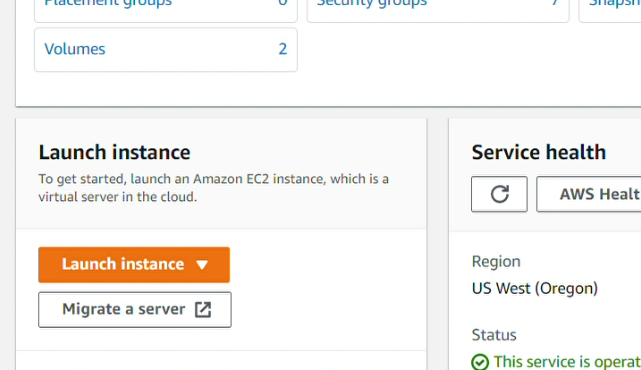 Placement groups 0 Security groups 7
Volumes 2
Launch instance
To get started, launch an Amazon EC2 instance, which is a
virtual server in the cloud.
Launch instance
Migrate a server
Service health
AWS Healt
Region
US West (Oregon)
Status
This service is operat